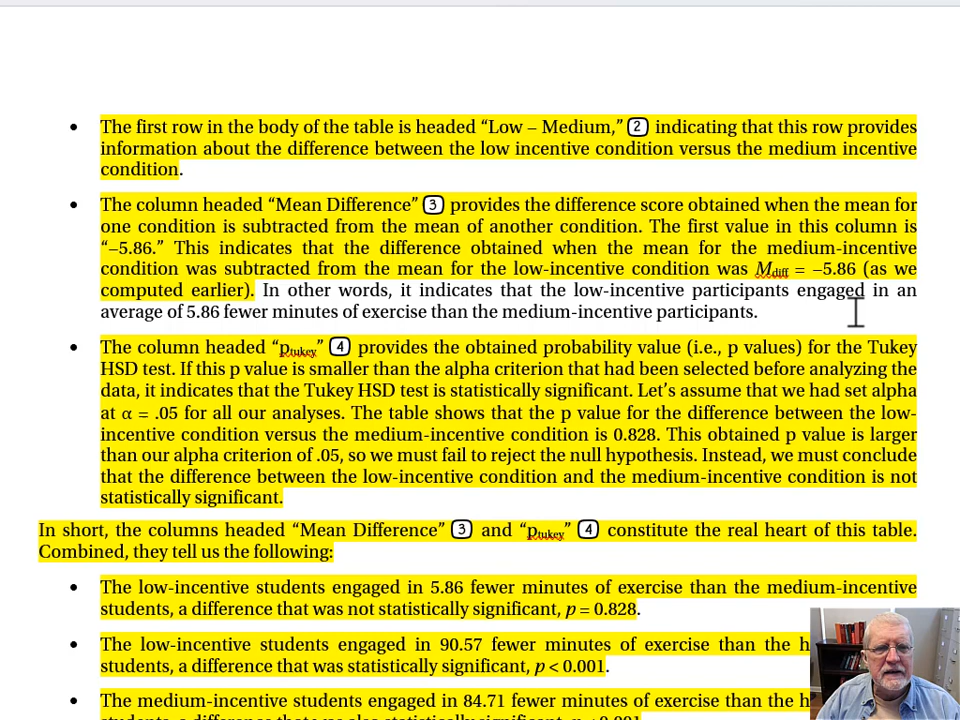 • The first row in the body of the table is headed “Low – Medium,” 2 indicating that this row provides
information about the difference between the low incentive condition versus the medium incentive
condition.
• The column headed “Mean Difference” 3 provides the difference score obtained when the mean for
one condition is subtracted from the mean of another condition. The first value in this column is
“–5.86.” This indicates that the difference obtained when the mean for the medium-incentive
condition was subtracted from the mean for the low-incentive condition was Mdiff = –5.86 (as we
computed earlier). In other words, it indicates that the low-incentive participants engaged in an
average of 5.86 fewer minutes of exercise than the medium-incentive participants.
• The column headed “ptukey” 4 provides the obtained probability value (i.e., p values) for the Tukey
HSD test. If this p value is smaller than the alpha criterion that had been selected before analyzing the
data, it indicates that the Tukey HSD test is statistically significant. Let’s assume that we had set alpha
at α = .05 for all our analyses. The table shows that the p value for the difference between the low-
incentive condition versus the medium-incentive condition is 0.828. This obtained p value is larger
than our alpha criterion of .05, so we must fail to reject the null hypothesis. Instead, we must conclude
that the difference between the low-incentive condition and the medium-incentive condition is not
statistically significant.
In short, the columns headed “Mean Difference” 3 and “ptukey” 4 constitute the real heart of this table.
Combined, they tell us the following:
• The low-incentive students engaged in 5.86 fewer minutes of exercise than the medium-incentive
students, a difference that was not statistically significant, p = 0.828.
• The low-incentive students engaged in 90.57 fewer minutes of exercise than the
students, a difference that was statistically significant, p < 0.001.
• The medium-incentive students engaged in 84.71 fewer minutes of exercise than the